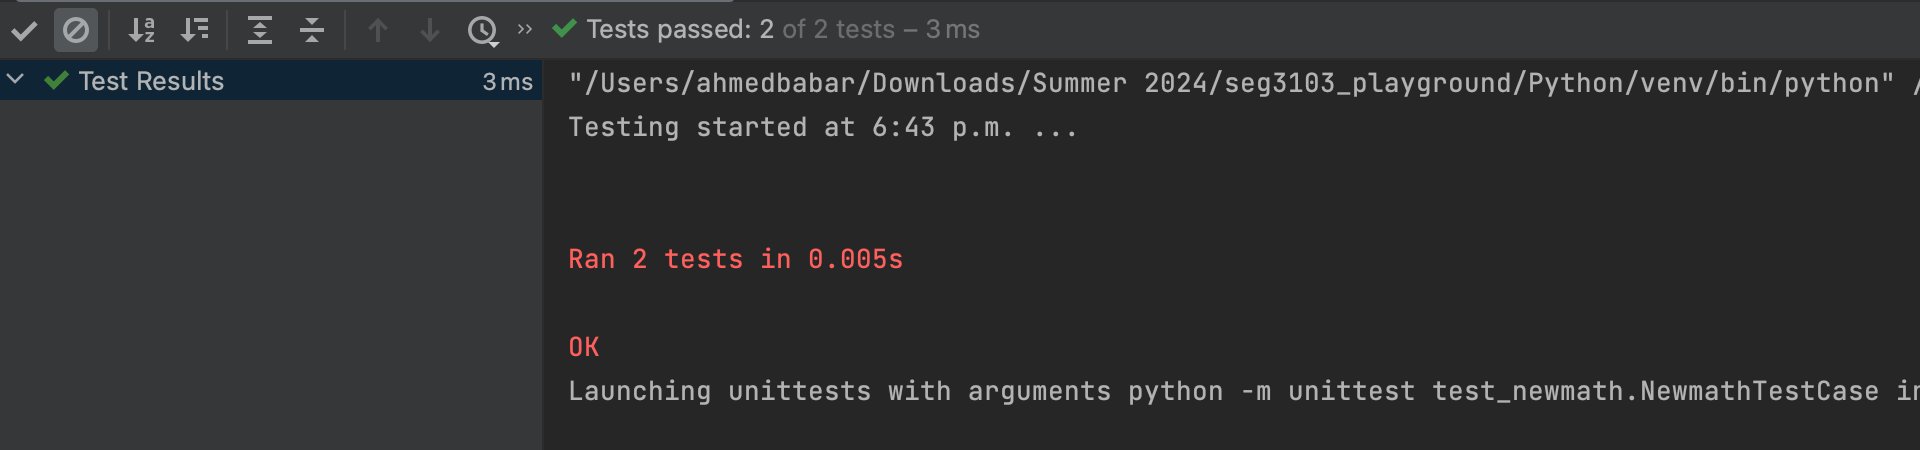 Tests passed: 2 of 2 tests – 3 ms
Test Results 3 ms
"/Users/ahmedbabar/Downloads/Summer 2024/seg3103_playground/Python/venv/bin/python" /
Testing started at 6:43 p.m. ...
Ran 2 tests in 0.005s
OK
Launching unittests with arguments python -m unittest test_newmath.NewmathTestCase in